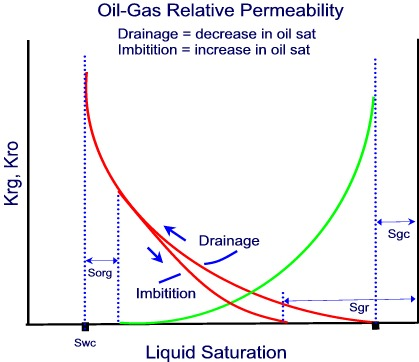 Oil-Gas Relative Permeability
Drainage = decrease in oil sat
Imbitition = increase in oil sat
Krg, Kro
Sgc
Drainage
Sorg
Imbitition
Sgr
Swc
Liquid Saturation